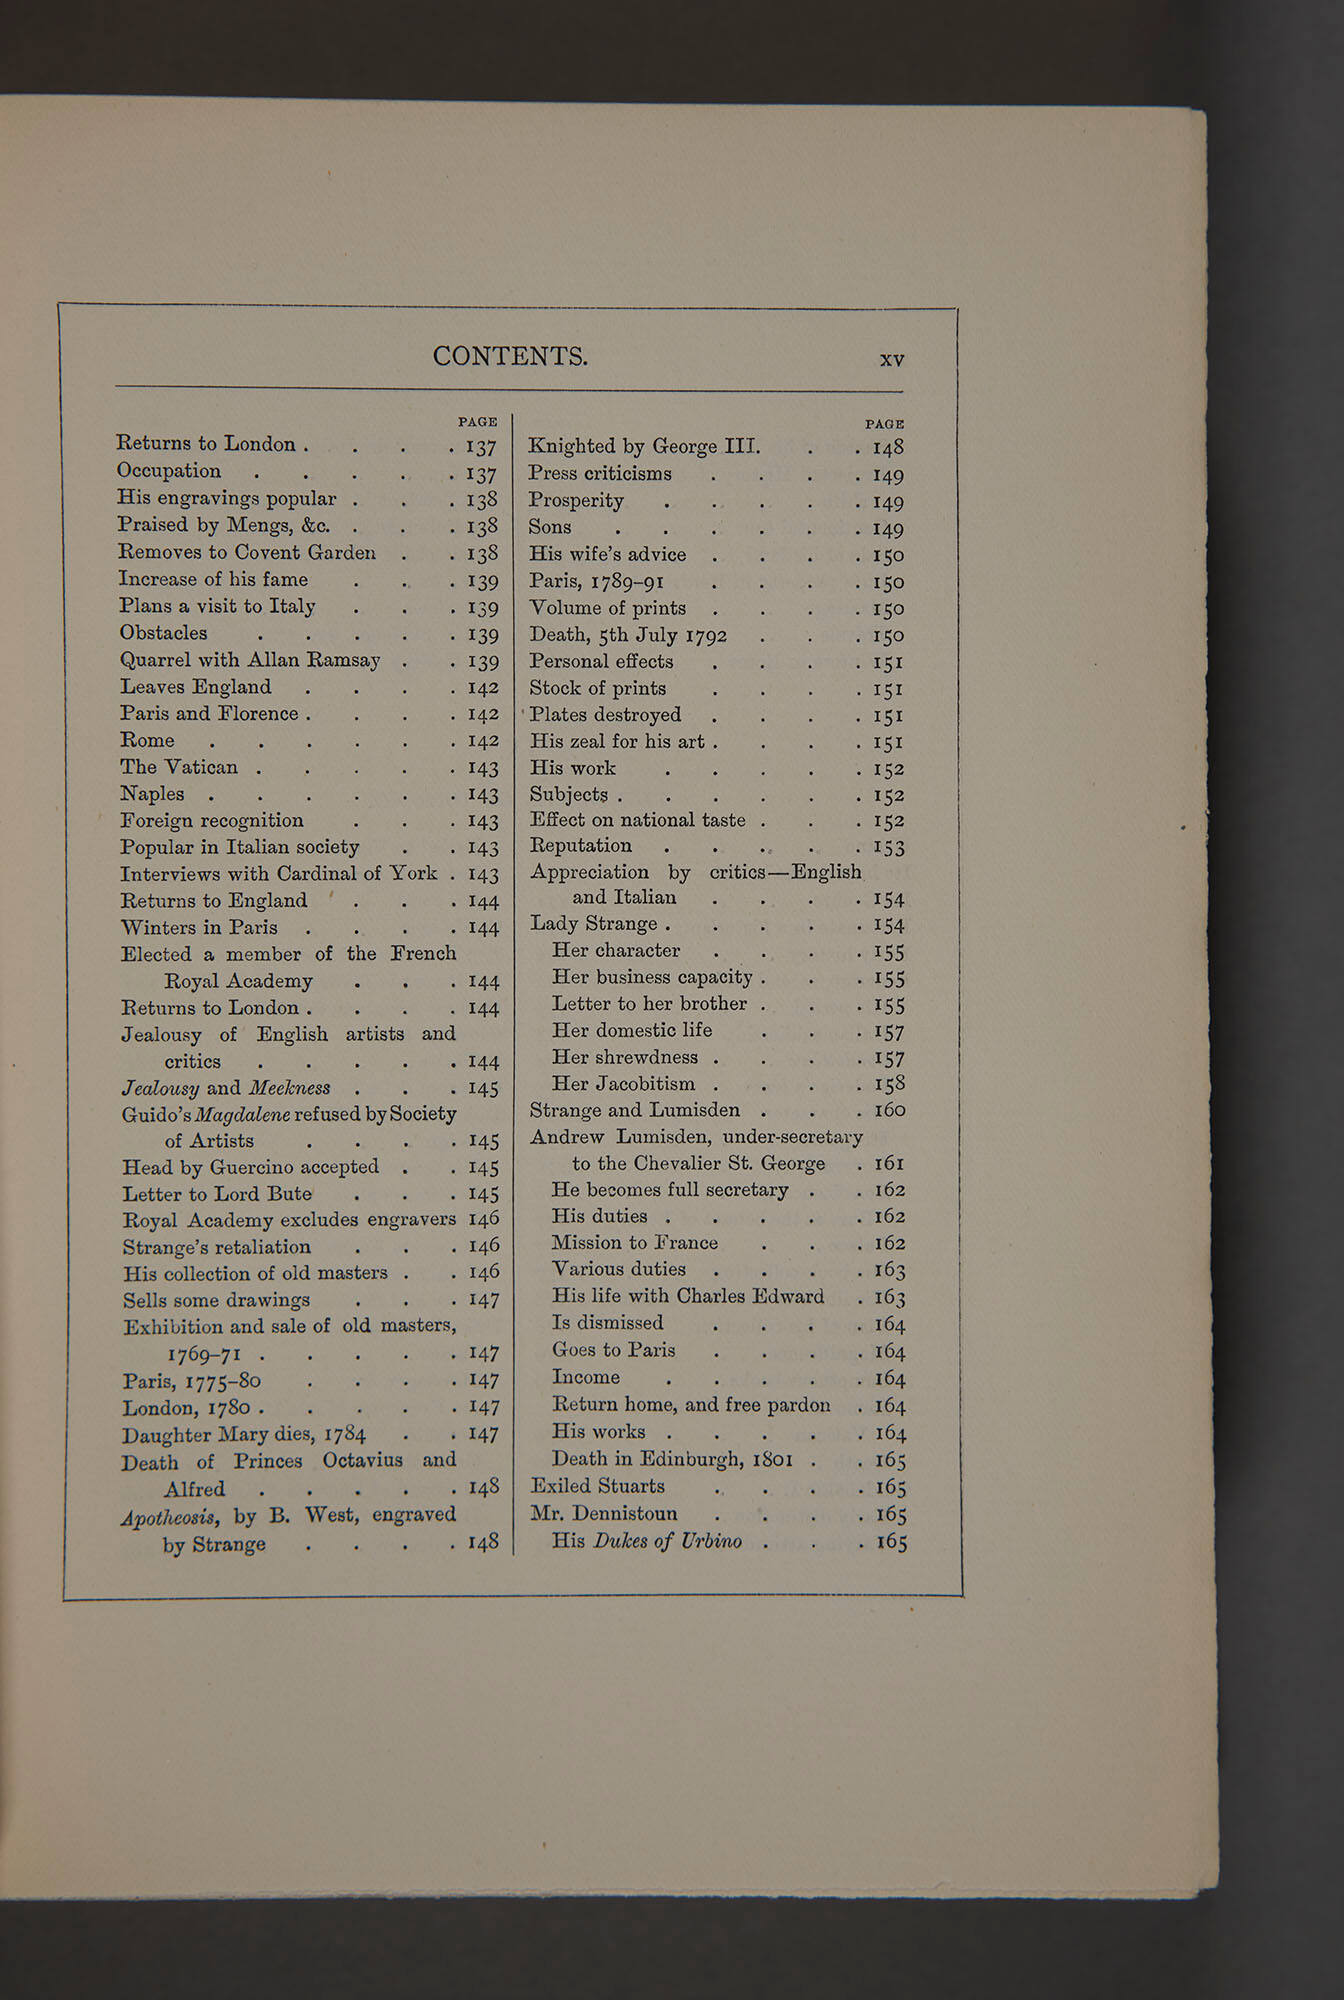 CONTENTS. xv
PAGE
Returns to London . . . . 137
Occupation . . . . . 137
His engravings popular . . . 138
Praised by Mengs, &c. . . . 138
Removes to Covent Garden . . 138
Increase of his fame . . . 139
Plans a visit to Italy . . . 139
Obstacles . . . . . 139
Quarrel with Allan Ramsay . . 139
Leaves England . . . . 142
Paris and Florence . . . . 142
Rome . . . . . . 142
The Vatican . . . . . 143
Naples . . . . . . 143
Foreign recognition . . . 143
Popular in Italian society . . 143
Interviews with Cardinal of York . 143
Returns to England . . . 144
Winters in Paris . . . . 144
Elected a member of the French
Royal Academy . . . 144
Returns to London . . . . 144
Jealousy of English artists and
critics . . . . . 144
Jealousy and Meekness . . . 145
Guido's Magdalene refused by Society
of Artists . . . . 145
Head by Guercino accepted . . 145
Letter to Lord Bute . . . 145
Royal Academy excludes engravers 146
Strange's retaliation . . . 146
His collection of old masters . . 146
Sells some drawings . . . 147
Exhibition and sale of old masters,
1769–71 . . . . . 147
Paris, 1775–80 . . . . 147
London, 1780 . . . . . 147
Daughter Mary dies, 1784 . . 147
Death of Princes Octavius and
Alfred . . . . . 148
Apotheosis, by B. West, engraved
by Strange . . . . 148
PAGE
Knighted by George III. . . 148
Press criticisms . . . . 149
Prosperity . . . . . 149
Sons . . . . . . 149
His wife's advice . . . . 150
Paris, 1789–91 . . . . 150
Volume of prints . . . . 150
Death, 5th July 1792 . . . 150
Personal effects . . . . 151
Stock of prints . . . . 151
Plates destroyed . . . . 151
His zeal for his art . . . . 151
His work . . . . . 152
Subjects . . . . . . 152
Effect on national taste . . . 152
Reputation . . . . . 153
Appreciation by critics—English
and Italian . . . . 154
Lady Strange . . . . . 154
Her character . . . . 155
Her business capacity . . . 155
Letter to her brother . . . 155
Her domestic life . . . 157
Her shrewdness . . . . 157
Her Jacobitism . . . . 158
Strange and Lumisden . . . 160
Andrew Lumisden, under-secretary
to the Chevalier St. George . 161
He becomes full secretary . . 162
His duties . . . . . 162
Mission to France . . . 162
Various duties . . . . 163
His life with Charles Edward . 163
Is dismissed . . . . 164
Goes to Paris . . . . 164
Income . . . . . 164
Return home, and free pardon . 164
His works . . . . . 164
Death in Edinburgh, 1801 . . 165
Exiled Stuarts . . . . 165
Mr. Dennistoun . . . . 165
His Dukes of Urbino . . . 165